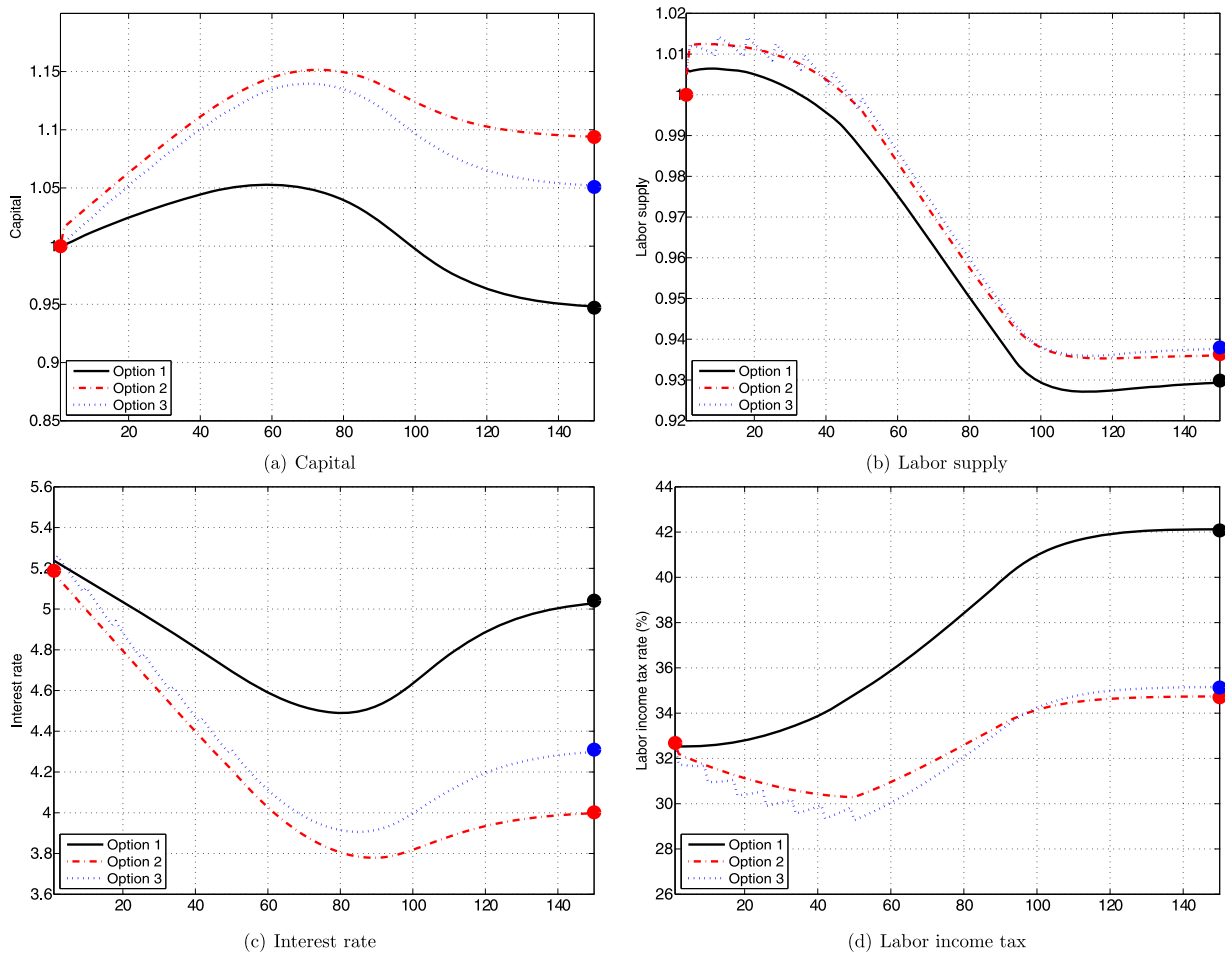 1.15
1.1
1.05
1
0.95
0.9
0.85
Capital
Option 1
Option 2
Option 3
20 40 60 80 100 120 140
(a) Capital
1.02
1.01
1
0.99
0.98
0.97
0.96
0.95
0.94
0.93
0.92
Labor supply
Option 1
Option 2
Option 3
20 40 60 80 100 120 140
(b) Labor supply
5.6
5.4
5.2
5
4.8
4.6
4.4
4.2
4
3.8
3.6
Interest rate
Option 1
Option 2
Option 3
20 40 60 80 100 120 140
(c) Interest rate
44
42
40
38
36
34
32
30
28
26
Labor income tax rate (%)
Option 1
Option 2
Option 3
20 40 60 80 100 120 140
(d) Labor income tax